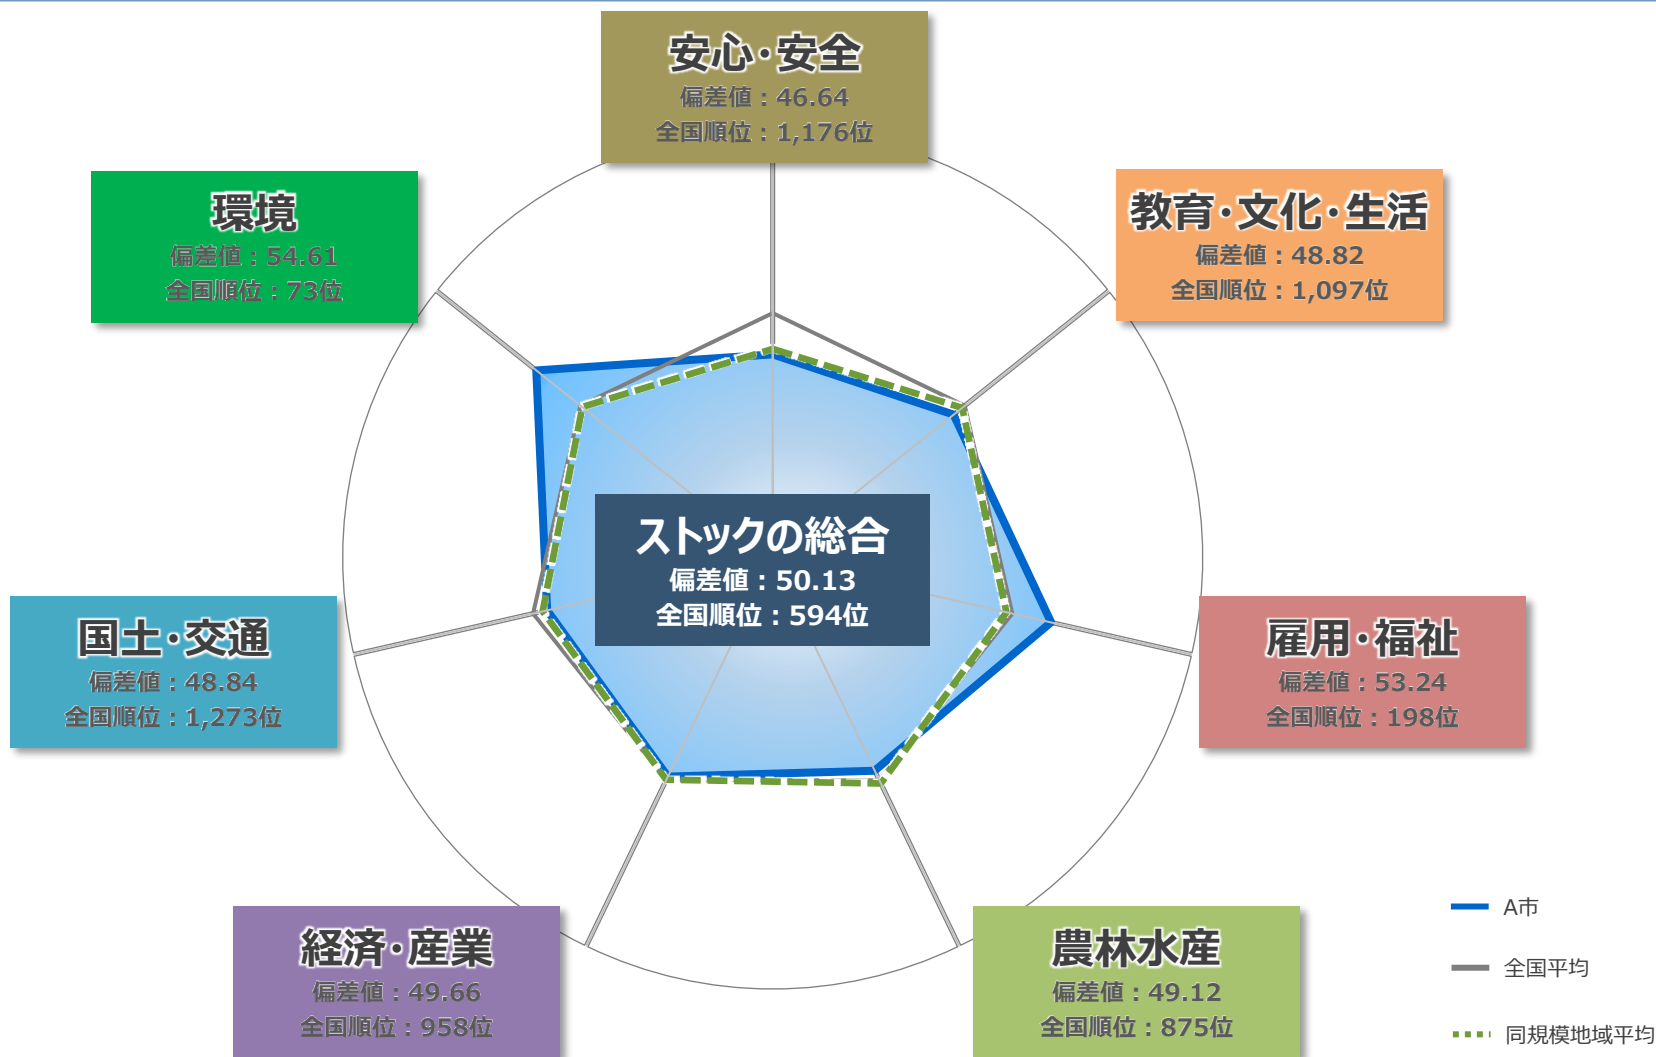 安心・安全
偏差値：46.64
全国順位：1,176位
環境
偏差値：54.61
全国順位：73位
教育・文化・生活
偏差値：48.82
全国順位：1,097位
ストックの総合
偏差値：50.13
全国順位：594位
国土・交通
偏差値：48.84
全国順位：1,273位
雇用・福祉
偏差値：53.24
全国順位：198位
経済・産業
偏差値：49.66
全国順位：958位
農林水産
偏差値：49.12
全国順位：875位
A市
全国平均
同規模地域平均